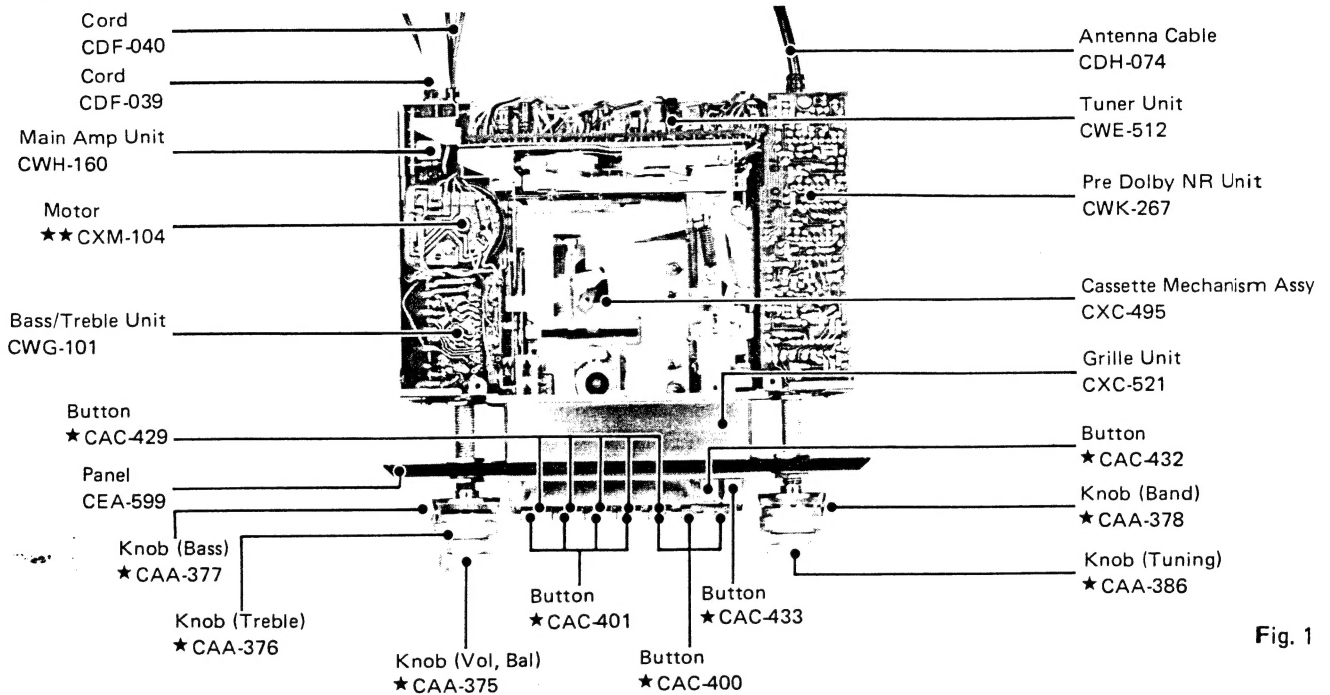 Cord
CDF-040
Cord
CDF-039
Main Amp Unit
CWH-160
Motor
★★CXM-104
Bass/Treble Unit
CWG-101
Button
★CAC-429
Panel
CEA-599
Knob (Bass)
★CAA-377
Knob (Treble)
★CAA-376
Knob (Vol, Bal)
★CAA-375
Button
★CAC-401
Button
★CAC-400
Button
★CAC-433
Antenna Cable
CDH-074
Tuner Unit
CWE-512
Pre Dolby NR Unit
CWK-267
Cassette Mechanism Assy
CXC-495
Grille Unit
CXC-521
Button
★CAC-432
Knob (Band)
★CAA-378
Knob (Tuning)
★CAA-386
Fig. 1